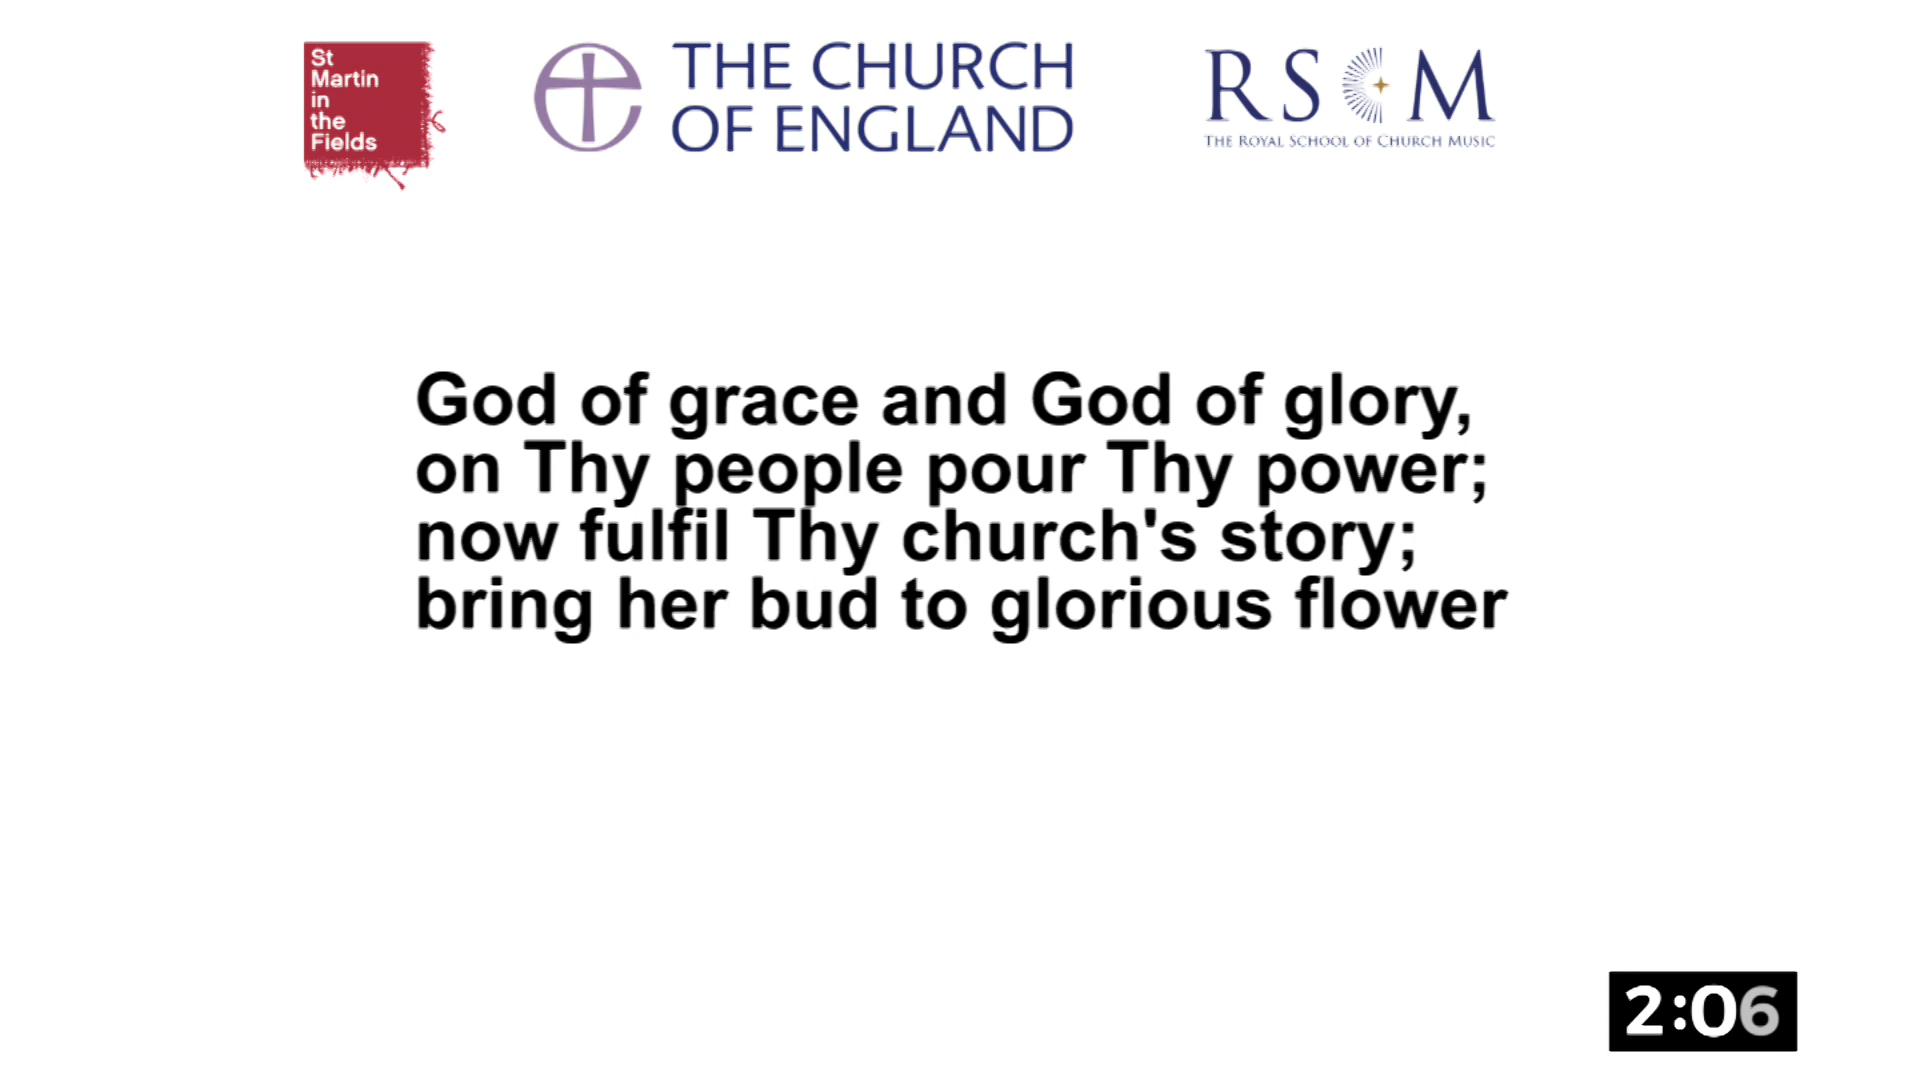 St
Martin
in
the
Fields
THE CHURCH
OF ENGLAND
RSCM
THE ROYAL SCHOOL OF CHURCH MUSIC
God of grace and God of glory,
on Thy people pour Thy power;
now fulfil Thy church's story;
bring her bud to glorious flower
2:06